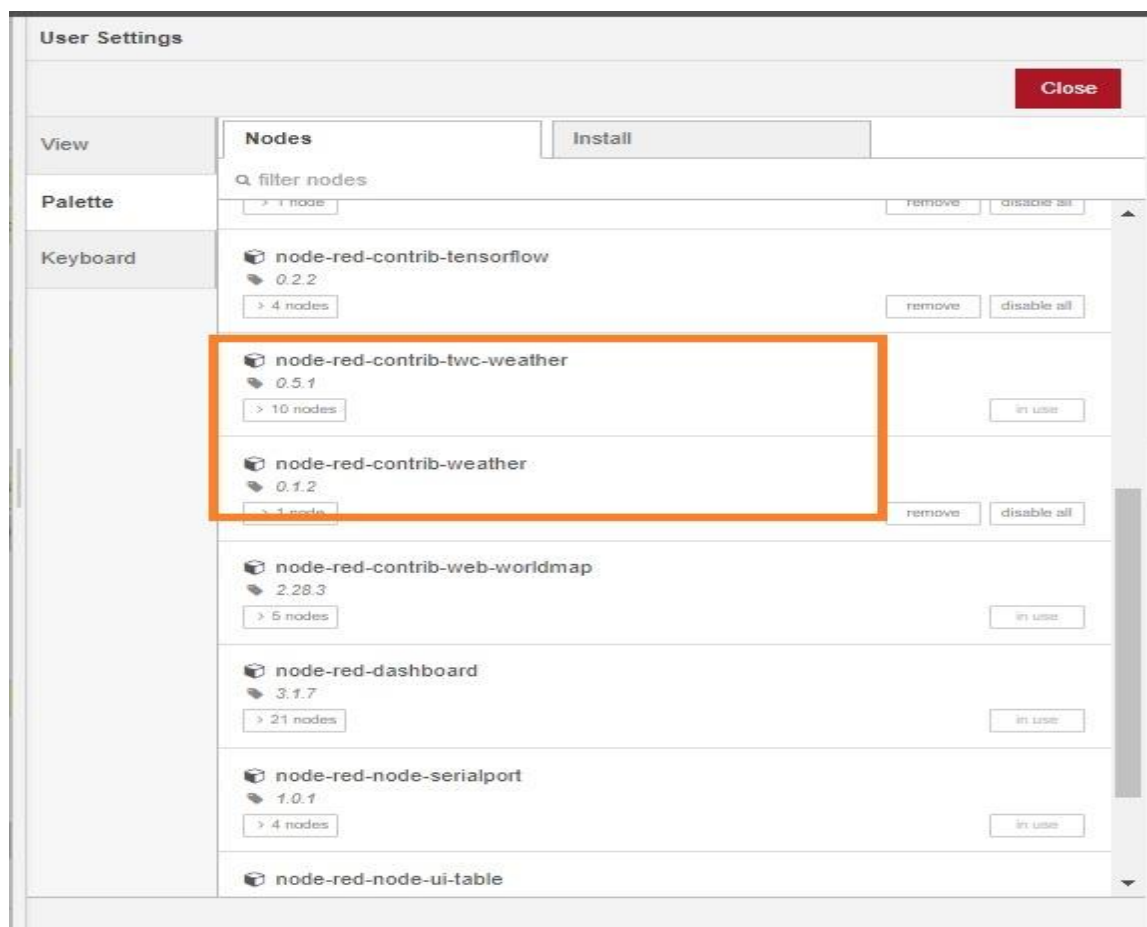 User Settings
Close
View
Palette
Keyboard
Nodes
Install
filter nodes
> 1 node
remove
disable all
node-red-contrib-tensorflow
0.2.2
> 4 nodes
remove
disable all
node-red-contrib-twc-weather
0.5.1
> 10 nodes
in use
node-red-contrib-weather
0.1.2
> 1 node
remove
disable all
node-red-contrib-web-worldmap
2.28.3
> 5 nodes
in use
node-red-dashboard
3.1.7
> 21 nodes
in use
node-red-node-serialport
1.0.1
> 4 nodes
in use
node-red-node-ui-table